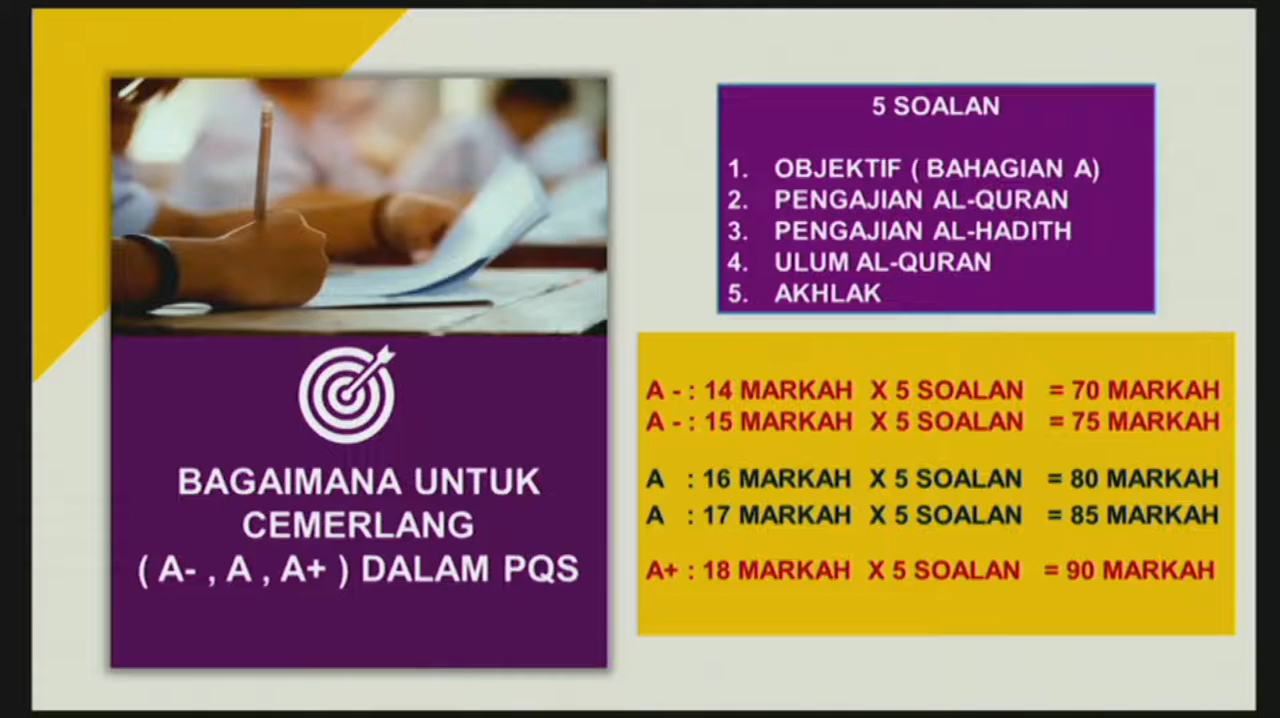 BAGAIMANA UNTUK
CEMERLANG
( A- , A , A+ ) DALAM PQS
5 SOALAN
1. OBJEKTIF ( BAHAGIAN A)
2. PENGAJIAN AL-QURAN
3. PENGAJIAN AL-HADITH
4. ULUM AL-QURAN
5. AKHLAK
A - : 14 MARKAH X 5 SOALAN = 70 MARKAH
A - : 15 MARKAH X 5 SOALAN = 75 MARKAH
A : 16 MARKAH X 5 SOALAN = 80 MARKAH
A : 17 MARKAH X 5 SOALAN = 85 MARKAH
A+ : 18 MARKAH X 5 SOALAN = 90 MARKAH